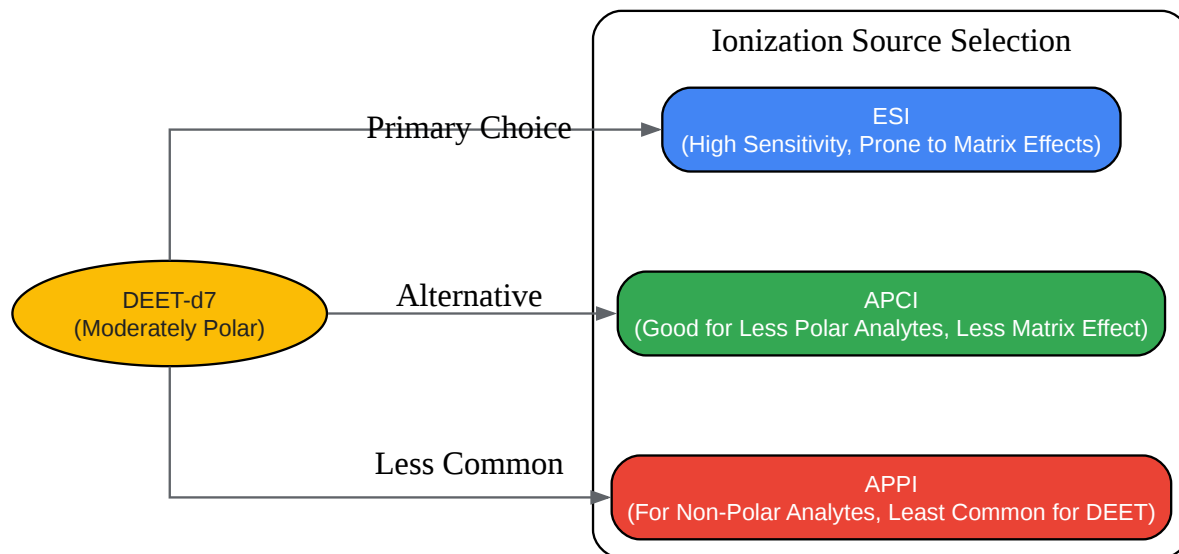 Ionization Source Selection
Primary Choice
ESI
(High Sensitivity, Prone to Matrix Effects)
DEET-d7
(Moderately Polar)
Alternative
APCI
(Good for Less Polar Analytes, Less Matrix Effect)
Less Common
APPI
(For Non-Polar Analytes, Least Common for DEET)